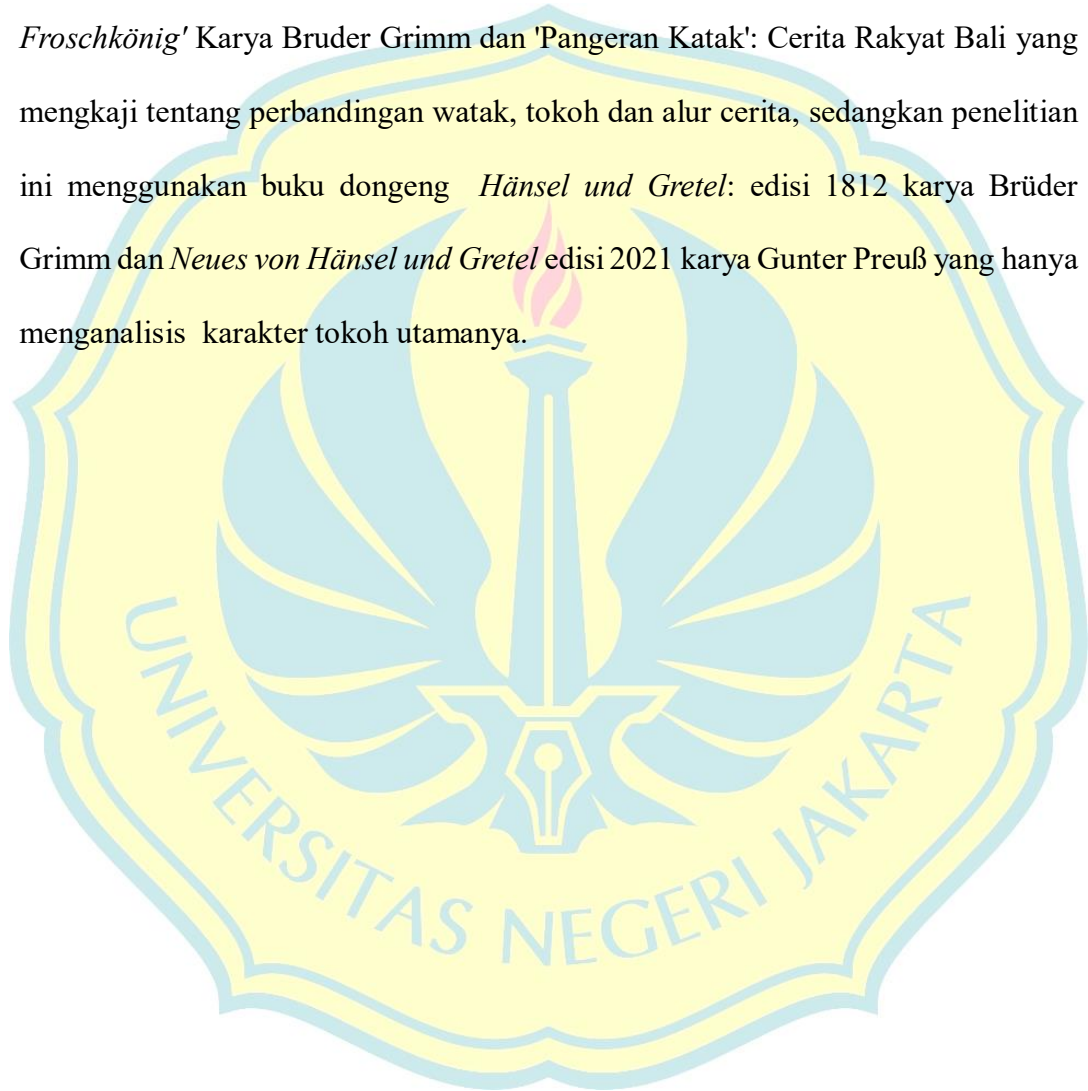 Froschkönig' Karya Bruder Grimm dan 'Pangeran Katak': Cerita Rakyat Bali yang
mengkaji tentang perbandingan watak, tokoh dan alur cerita, sedangkan penelitian
ini menggunakan buku dongeng Hänsel und Gretel: edisi 1812 karya Brüder
Grimm dan Neues von Hänsel und Gretel edisi 2021 karya Gunter Preuß yang hanya
menganalisis karakter tokoh utamanya.
UNIVERSITAS NEGERI JAKARTA